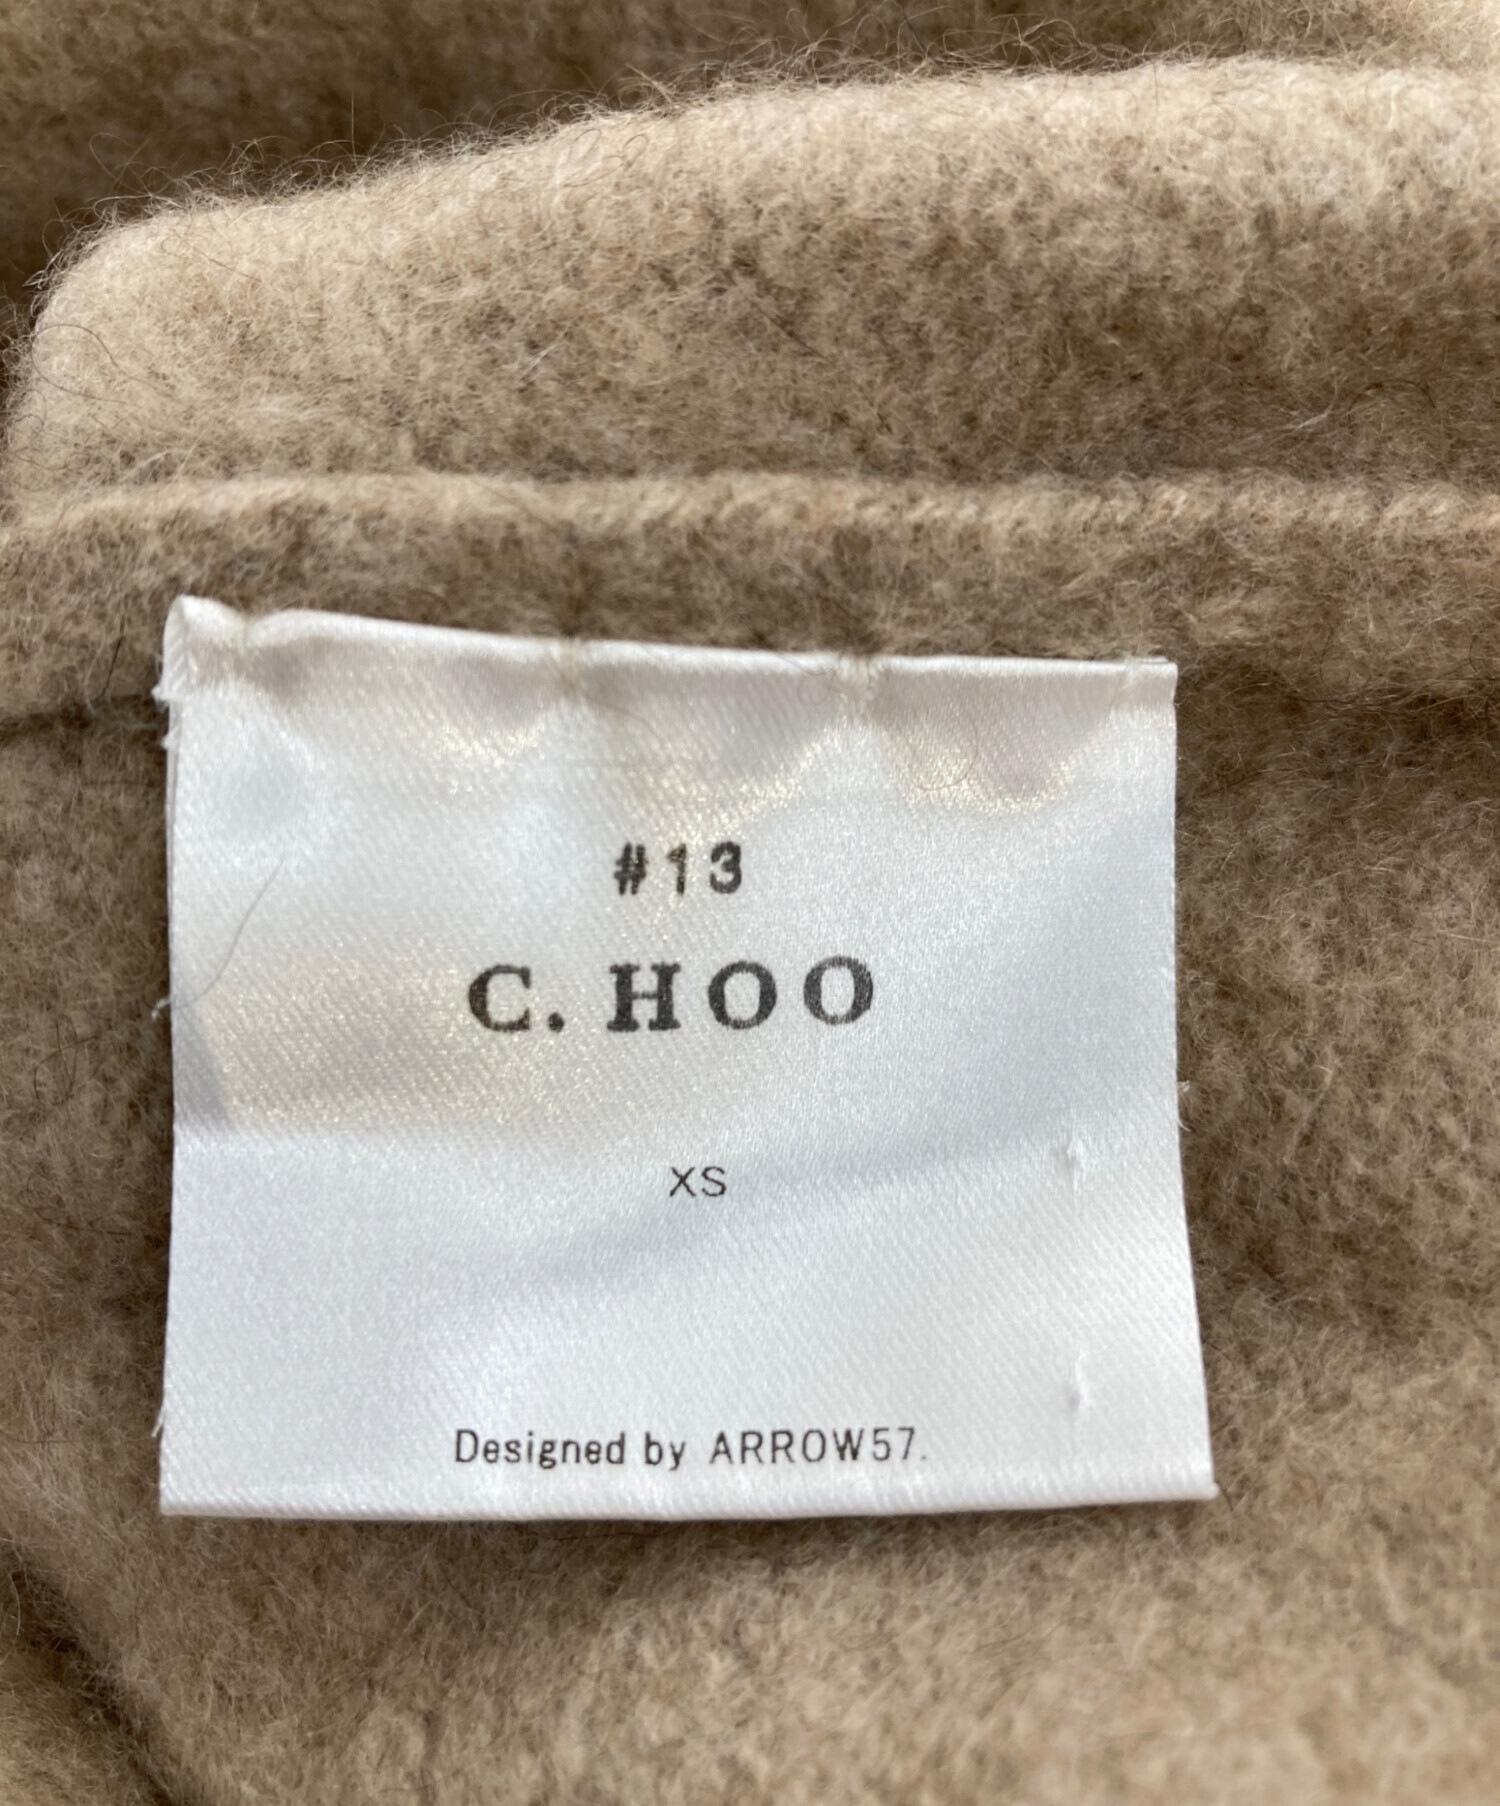 #13
C. HOO
XS
Designed by ARROW57.